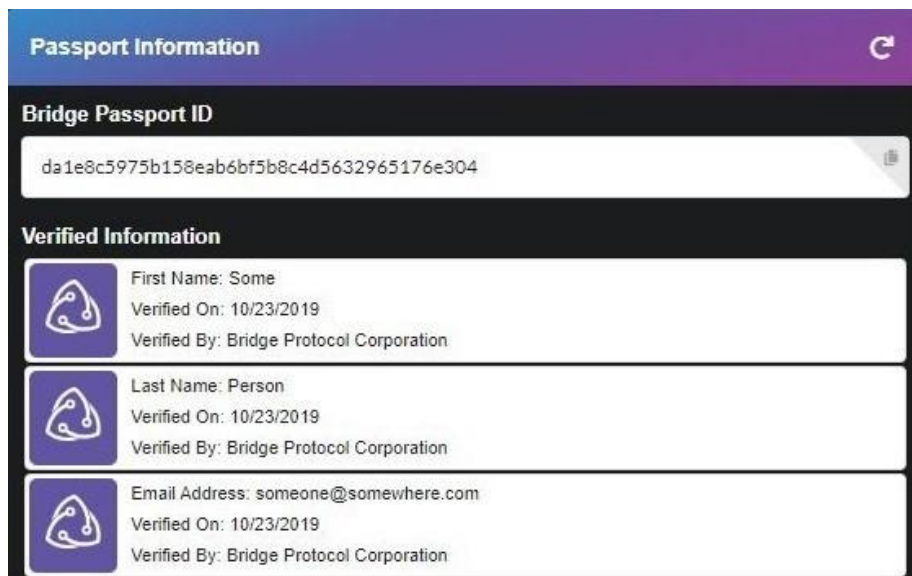 Passport Information
Bridge Passport ID
da1e8c5975b158eab6bf5b8c4d5632965176e304
Verified Information
First Name: Some
Verified On: 10/23/2019
Verified By: Bridge Protocol Corporation
Last Name: Person
Verified On: 10/23/2019
Verified By: Bridge Protocol Corporation
Email Address: someone@somewhere.com
Verified On: 10/23/2019
Verified By: Bridge Protocol Corporation